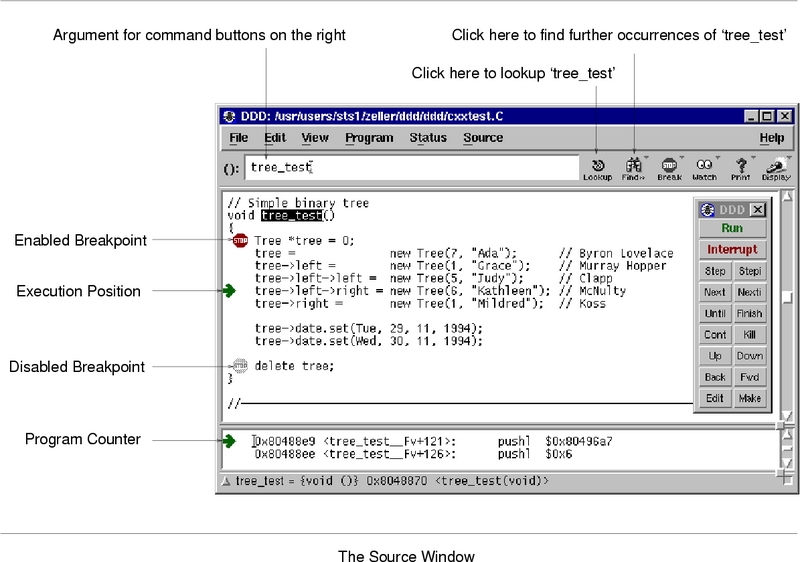 Argument for command buttons on the right
Click here to find further occurrences of ‘tree_test’
Click here to lookup ‘tree_test’
DDD: /usr/users/sts1/zeller/ddd/ddd/cxxtest.C
File Edit View Program Status Source Help
(): tree_test
Lookup Find» Break Watch Print Display
// Simple binary tree
void tree_test()
{
Enabled Breakpoint
STOP Tree *tree = 0;
tree = new Tree(7, "Ada"); // Byron Lovelace
tree->left = new Tree(1, "Grace"); // Murray Hopper
tree->left->left = new Tree(5, "Judy"); // Clapp
Execution Position
tree->left->right = new Tree(6, "Kathleen"); // McNulty
tree->right = new Tree(1, "Mildred"); // Koss
tree->date.set(Tue, 29, 11, 1994);
tree->date.set(Wed, 30, 11, 1994);
Disabled Breakpoint
STOP delete tree;
}
//
DDD
Run
Interrupt
Step Stepi
Next Nexti
Until Finish
Cont Kill
Up Down
Back Fwd
Edit Make
Program Counter
0x80488e9 <tree_test__Fv+121>: pushl $0x80496a7
0x80488ee <tree_test__Fv+126>: pushl $0x6
tree_test = {void ()} 0x8048870 <tree_test(void)>
The Source Window